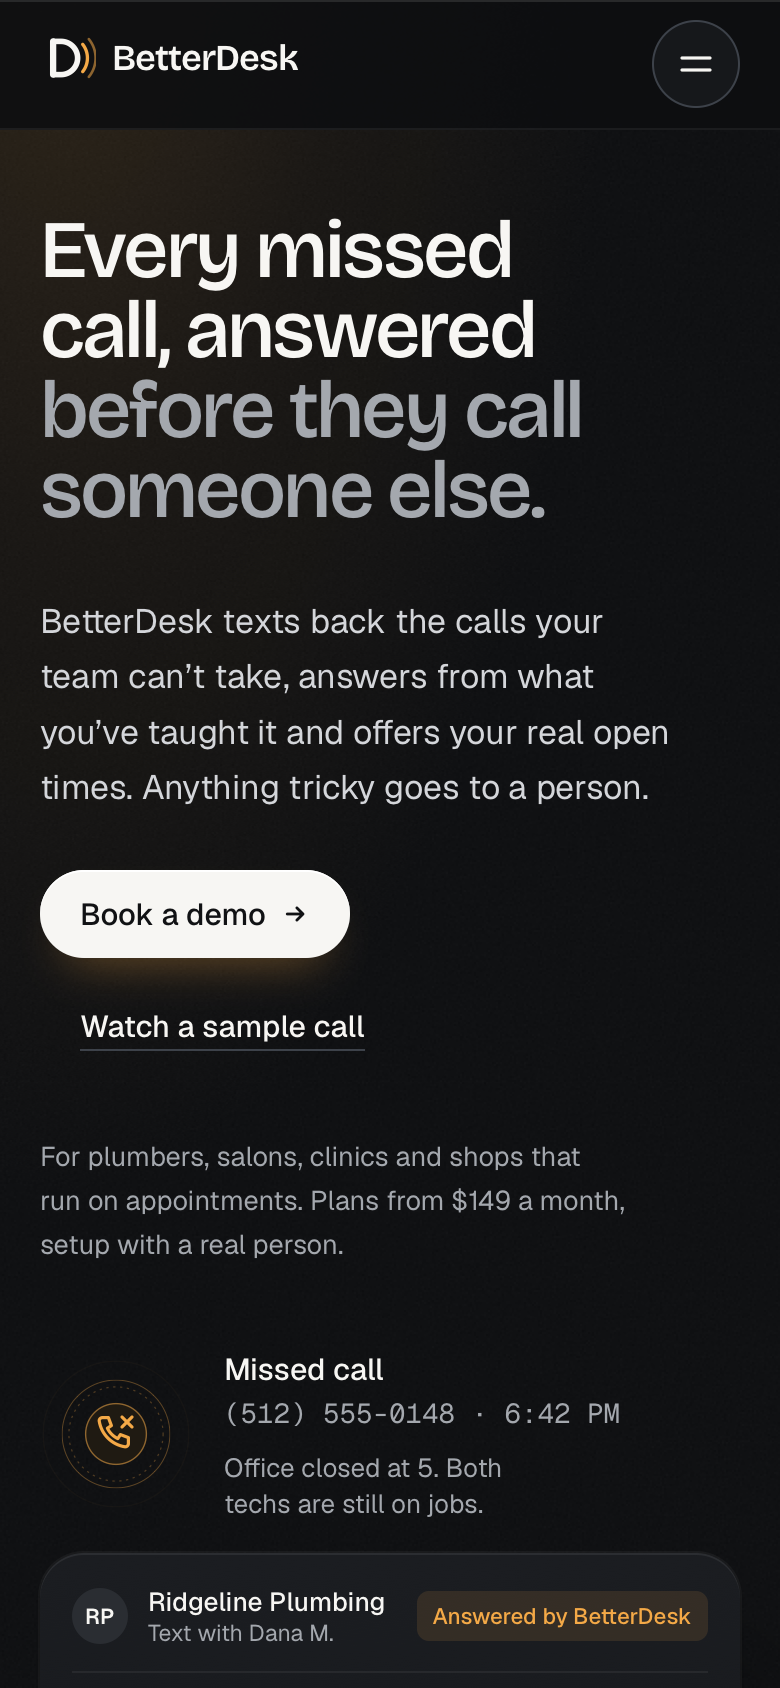 BetterDesk
Every missed
call, answered
before they call
someone else.
BetterDesk texts back the calls your
team can’t take, answers from what
you’ve taught it and offers your real open
times. Anything tricky goes to a person.
Book a demo →
Watch a sample call
For plumbers, salons, clinics and shops that
run on appointments. Plans from $149 a month,
setup with a real person.
Missed call
(512) 555-0148 · 6:42 PM
Office closed at 5. Both
techs are still on jobs.
RP
Ridgeline Plumbing
Text with Dana M.
Answered by BetterDesk